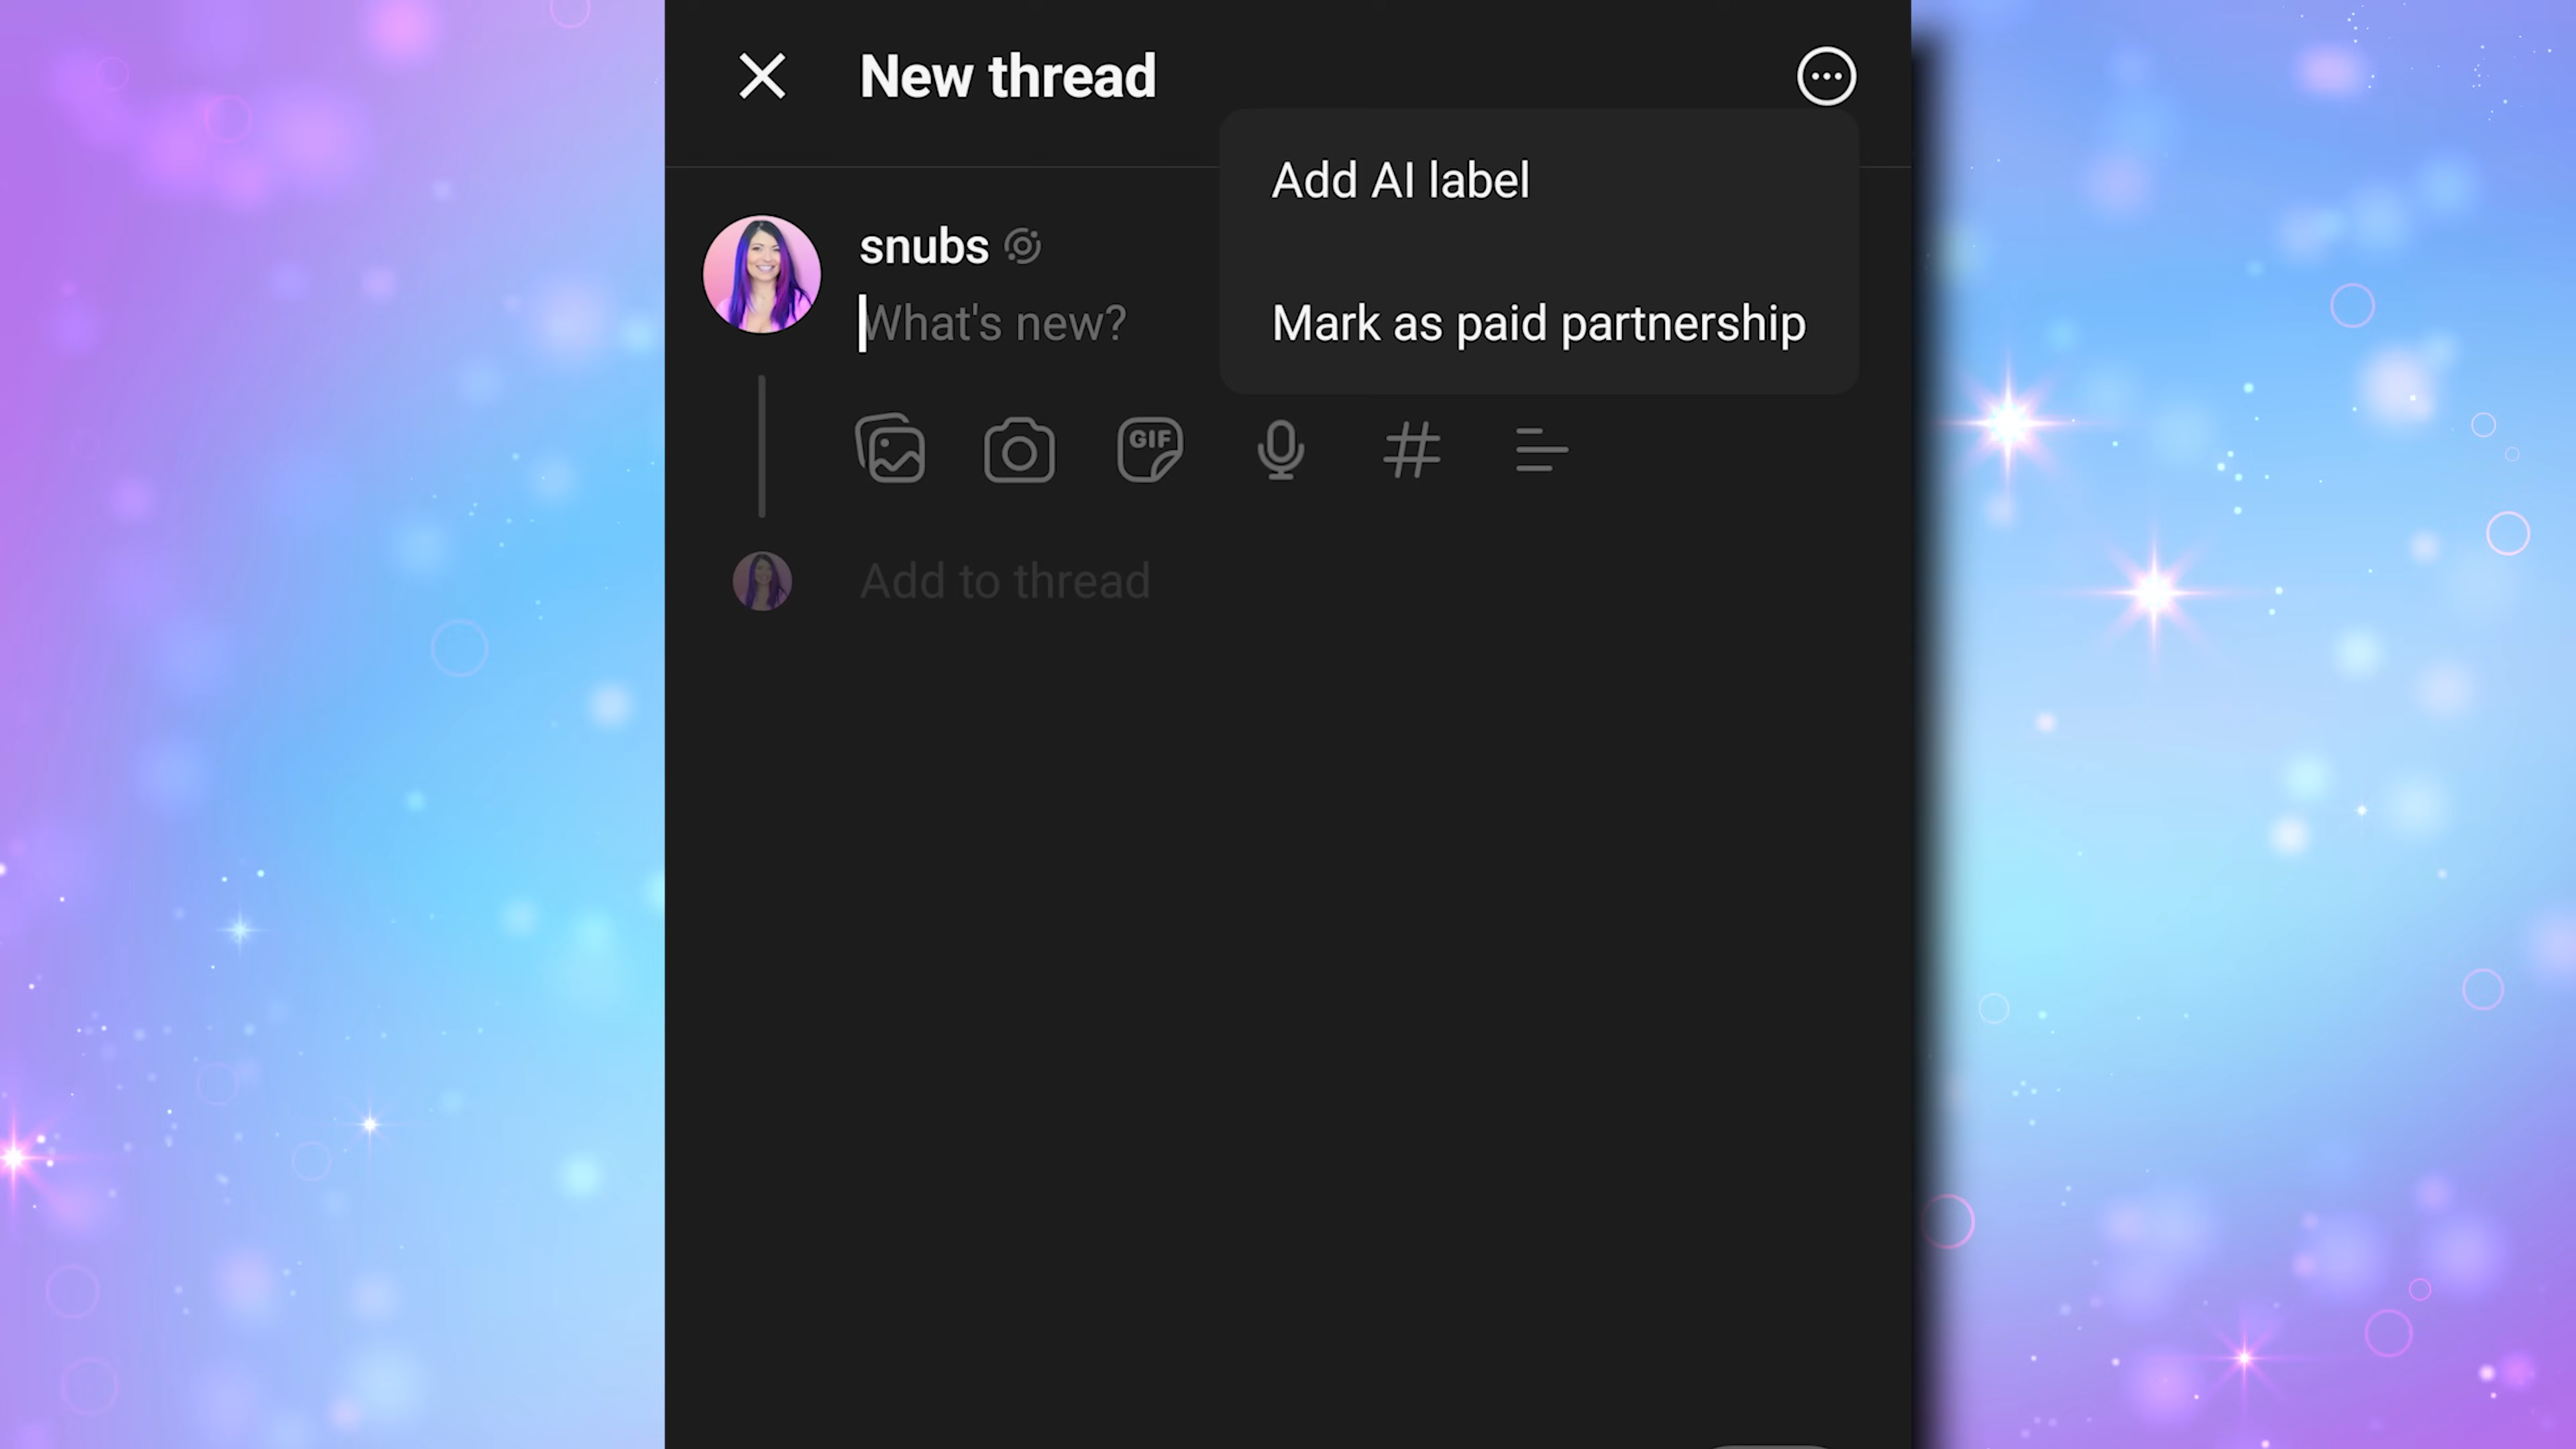 New thread
Add AI label
snubs
What's new?
Mark as paid partnership
GIF
Add to thread